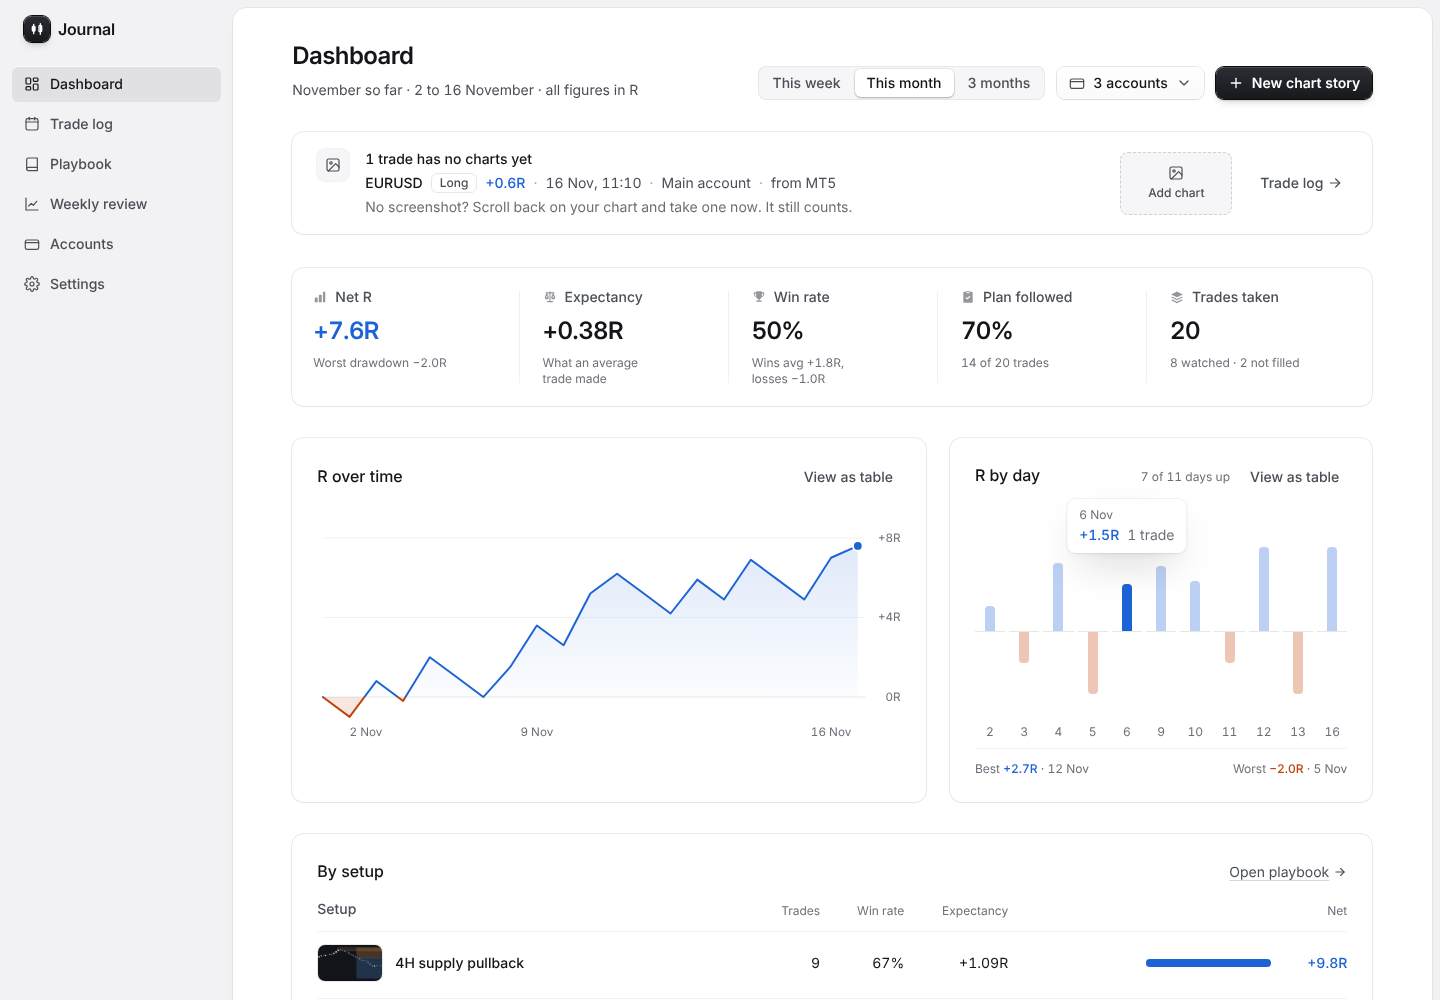 Journal
Dashboard
Trade log
Playbook
Weekly review
Accounts
Settings
Dashboard
November so far · 2 to 16 November · all figures in R
This week
This month
3 months
3 accounts
New chart story
1 trade has no charts yet
EURUSD Long +0.6R · 16 Nov, 11:10 · Main account · from MT5
No screenshot? Scroll back on your chart and take one now. It still counts.
Add chart
Trade log →
Net R
+7.6R
Worst drawdown −2.0R
Expectancy
+0.38R
What an average
trade made
Win rate
50%
Wins avg +1.8R,
losses −1.0R
Plan followed
70%
14 of 20 trades
Trades taken
20
8 watched · 2 not filled
R over time
View as table
+8R
+4R
0R
2 Nov
9 Nov
16 Nov
R by day
7 of 11 days up
View as table
6 Nov
+1.5R 1 trade
2 3 4 5 6 9 10 11 12 13 16
Best +2.7R · 12 Nov
Worst −2.0R · 5 Nov
By setup
Open playbook →
Setup Trades Win rate Expectancy Net
4H supply pullback 9 67% +1.09R +9.8R